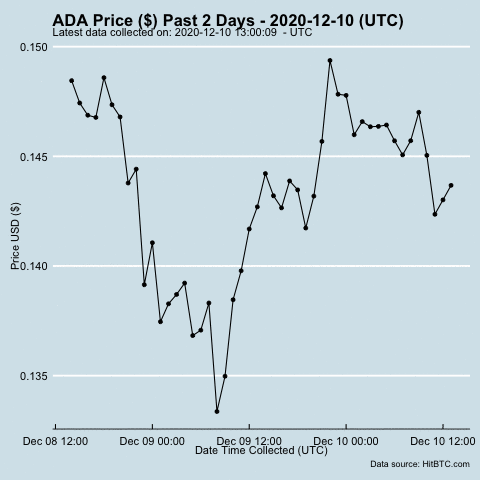 ADA Price ($) Past 2 Days - 2020-12-10 (UTC)
Latest data collected on: 2020-12-10 13:00:09 - UTC
0.150
0.145
0.140
0.135
Price USD ($)
Dec 08 12:00 Dec 09 00:00 Dec 09 12:00 Dec 10 00:00 Dec 10 12:00
Date Time Collected (UTC)
Data source: HitBTC.com